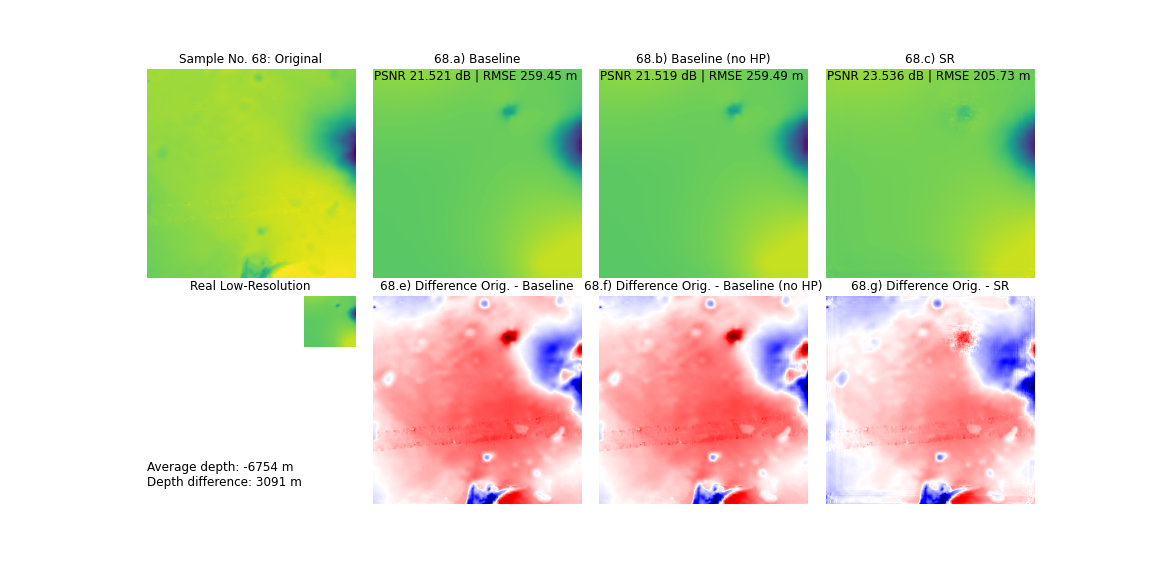 Sample No. 68: Original
68.a) Baseline
68.b) Baseline (no HP)
68.c) SR
PSNR 21.521 dB | RMSE 259.45 m
PSNR 21.519 dB | RMSE 259.49 m
PSNR 23.536 dB | RMSE 205.73 m
Real Low-Resolution
68.e) Difference Orig. - Baseline
68.f) Difference Orig. - Baseline (no HP)
68.g) Difference Orig. - SR
Average depth: -6754 m
Depth difference: 3091 m